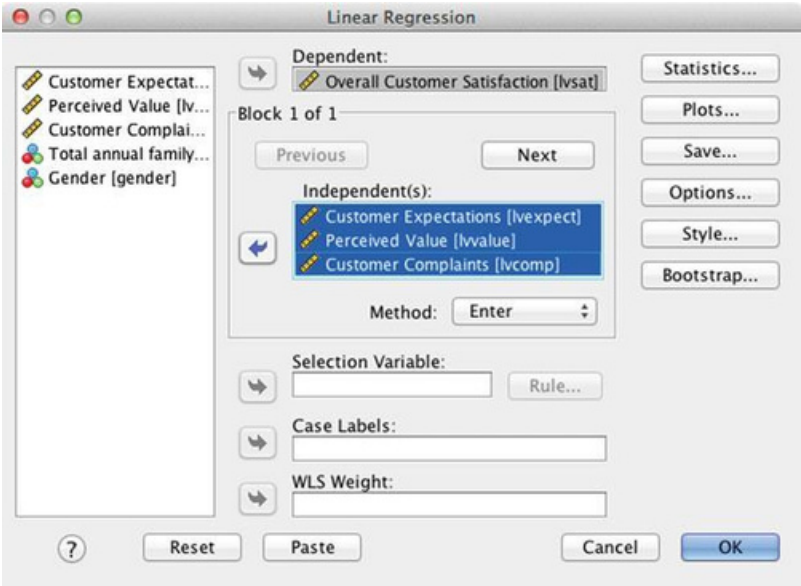 Linear Regression
Customer Expectat...
Perceived Value [lv...
Customer Complai...
Total annual family...
Gender [gender]
Dependent:
Overall Customer Satisfaction [lvsat]
Block 1 of 1
Previous
Next
Independent(s):
Customer Expectations [lvexpect]
Perceived Value [lvvalue]
Customer Complaints [lvcomp]
Method: Enter
Selection Variable:
Rule...
Case Labels:
WLS Weight:
Statistics...
Plots...
Save...
Options...
Style...
Bootstrap...
?
Reset
Paste
Cancel
OK